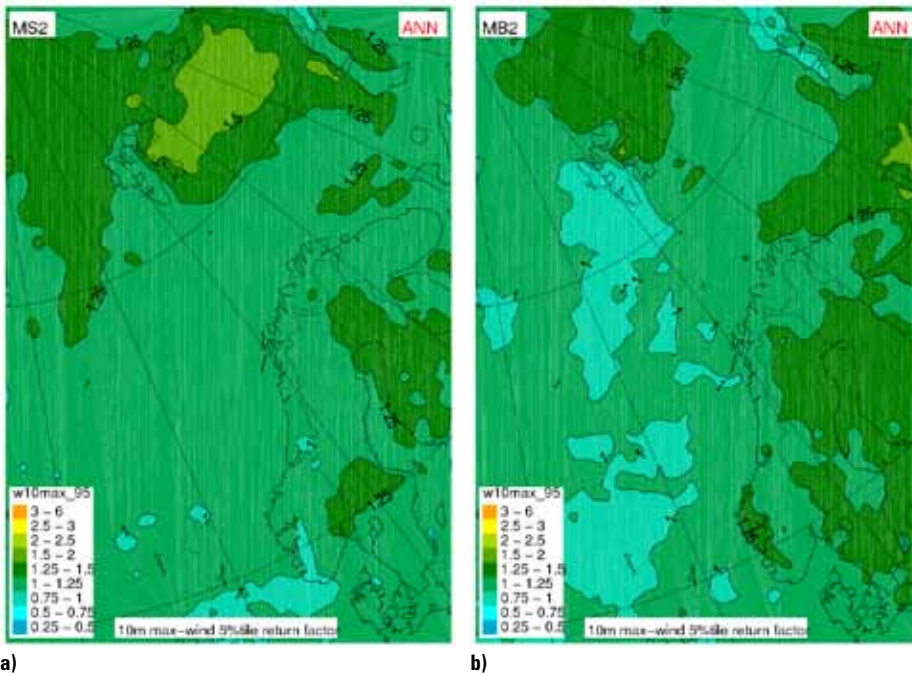 MS2
ANN
w10max_95
3 - 6
2.5 - 3
2 - 2.5
1.5 - 2
1.25 - 1.5
1 - 1.25
0.75 - 1
0.5 - 0.75
0.25 - 0.5
10m max-wind 5%tile return factor
a)
MB2
ANN
w10max_95
3 - 6
2.5 - 3
2 - 2.5
1.5 - 2
1.25 - 1.5
1 - 1.25
0.75 - 1
0.5 - 0.75
0.25 - 0.5
10m max-wind 5%tile return factor
b)